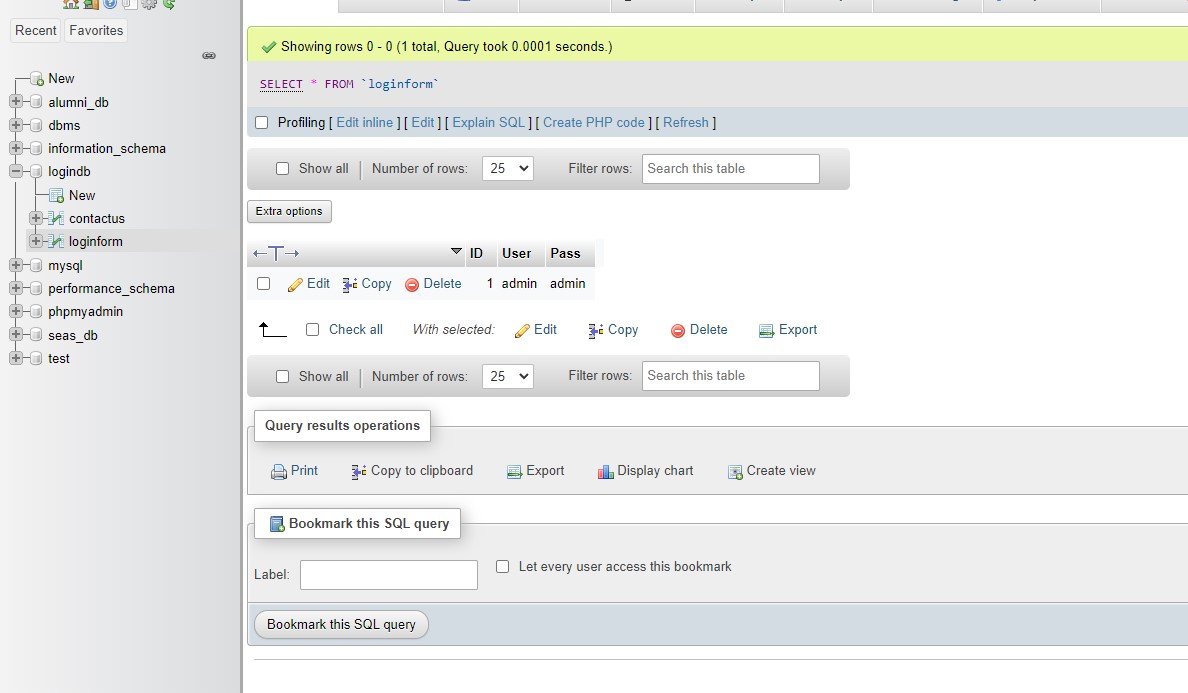 Recent Favorites
New
alumni_db
dbms
information_schema
logindb
New
contactus
loginform
mysql
performance_schema
phpmyadmin
seas_db
test
Showing rows 0 - 0 (1 total, Query took 0.0001 seconds.)
SELECT * FROM `loginform`
Profiling [ Edit inline ] [ Edit ] [ Explain SQL ] [ Create PHP code ] [ Refresh ]
Show all Number of rows: 25 Filter rows: Search this table
Extra options
ID User Pass
Edit Copy Delete 1 admin admin
Check all With selected: Edit Copy Delete Export
Show all Number of rows: 25 Filter rows: Search this table
Query results operations
Print Copy to clipboard Export Display chart Create view
Bookmark this SQL query
Label: Let every user access this bookmark
Bookmark this SQL query